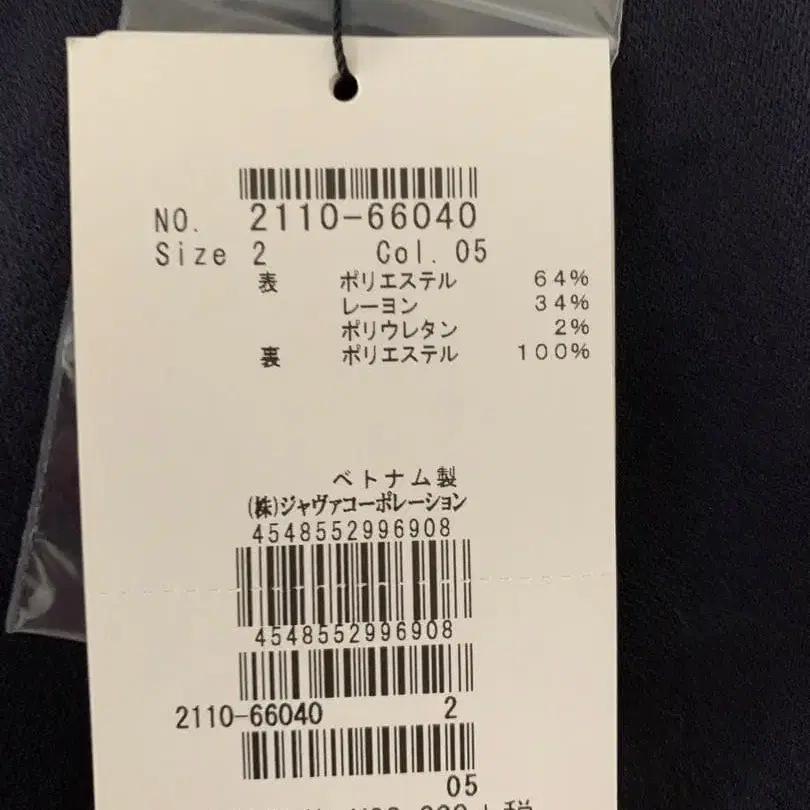 NO. 2110-66040
Size 2 Col.05
表 ポリエステル 64%
レーヨン 34%
ポリウレタン 2%
裏 ポリエステル 100%
ベトナム製
(株)ジャヴァコーポレーション
4548552996908
4548552996908
2110-66040 2
05
+税